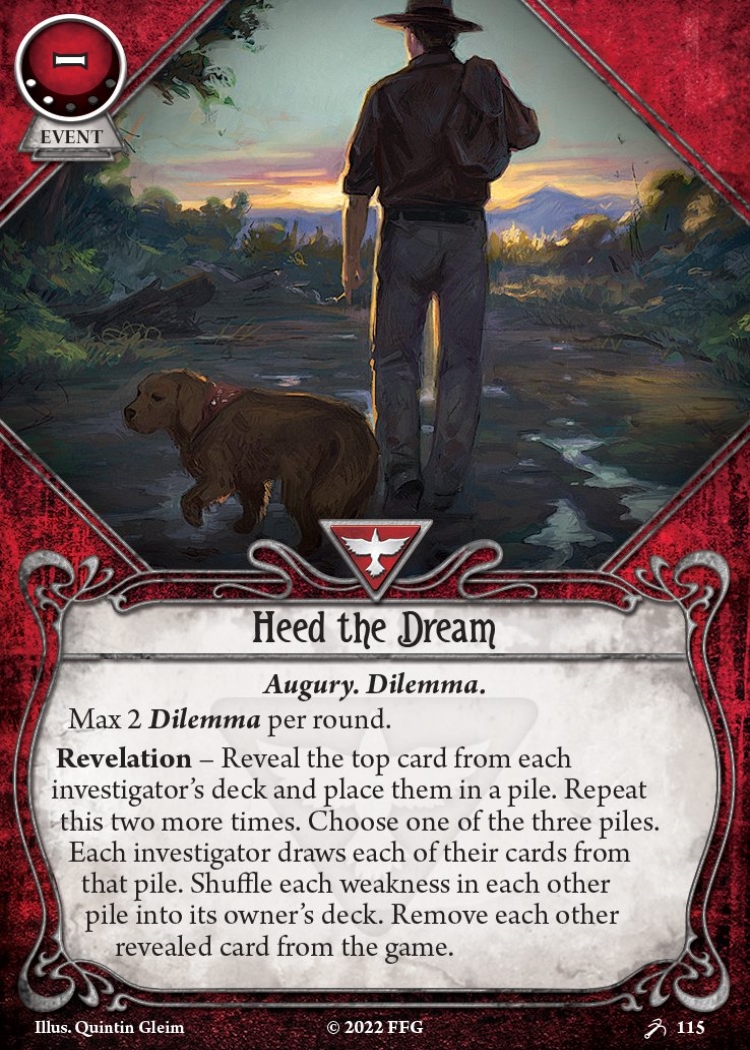 –
EVENT
Heed the Dream
Augury. Dilemma.
Max 2 Dilemma per round.
Revelation – Reveal the top card from each
investigator's deck and place them in a pile. Repeat
this two more times. Choose one of the three piles.
Each investigator draws each of their cards from
that pile. Shuffle each weakness in each other
pile into its owner's deck. Remove each other
revealed card from the game.
Illus. Quintin Gleim
© 2022 FFG
115